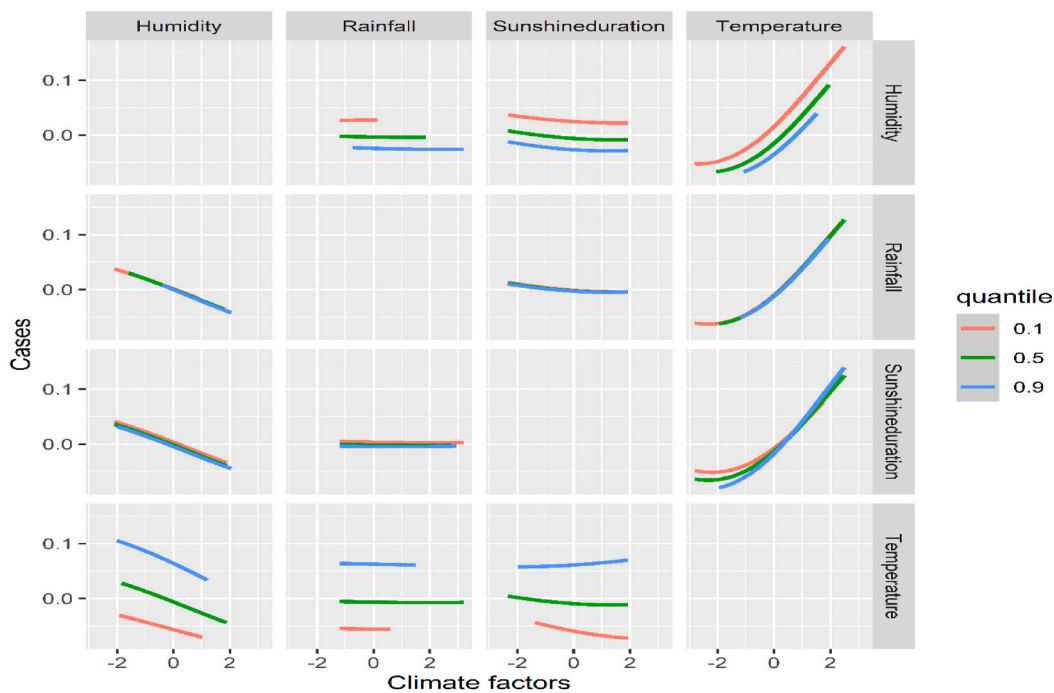 Humidity Rainfall Sunshineduration Temperature
0.1
0.0
Humidity
0.1
0.0
Rainfall
0.1
0.0
Sunshineduration
0.1
0.0
Temperature
Cases
-2 0 2 -2 0 2 -2 0 2 -2 0 2
Climate factors
quantile
0.1
0.5
0.9